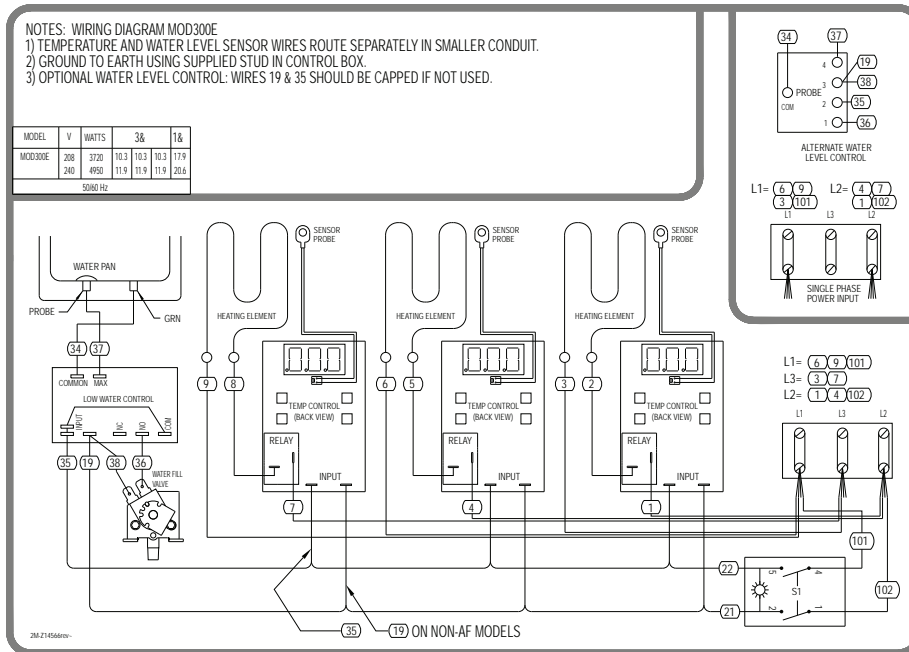 NOTES: WIRING DIAGRAM MOD300E
1) TEMPERATURE AND WATER LEVEL SENSOR WIRES ROUTE SEPARATELY IN SMALLER CONDUIT.
2) GROUND TO EARTH USING SUPPLIED STUD IN CONTROL BOX.
3) OPTIONAL WATER LEVEL CONTROL: WIRES 19 & 35 SHOULD BE CAPPED IF NOT USED.
MODEL V WATTS 3& 1&
MOD300E 208 3720 10.3 10.3 10.3 17.9
240 4950 11.9 11.9 11.9 20.6
50/60 Hz
34 37
4
19
3
38
PROBE
COM
2 35
1 36
ALTERNATE WATER
LEVEL CONTROL
L1= 6 9 L2= 4 7
3 101 1 102
L1 L3 L2
SINGLE PHASE
POWER INPUT
WATER PAN
PROBE
GRN
34 37
COMMON MAX
LOW WATER CONTROL
INPUT NC NO COM
35 19 38 36
WATER FILL
VALVE
SENSOR
PROBE
HEATING ELEMENT
9 8
TEMP CONTROL
(BACK VIEW)
RELAY
INPUT
7
SENSOR
PROBE
HEATING ELEMENT
6 5
TEMP CONTROL
(BACK VIEW)
RELAY
INPUT
4
SENSOR
PROBE
HEATING ELEMENT
3 2
TEMP CONTROL
(BACK VIEW)
RELAY
INPUT
1
L1= 6 9 101
L3= 3 7
L2= 1 4 102
L1 L3 L2
101
22
5 4
S1
102
21
2 1
35 19 ON NON-AF MODELS
2M-Z14566rev-